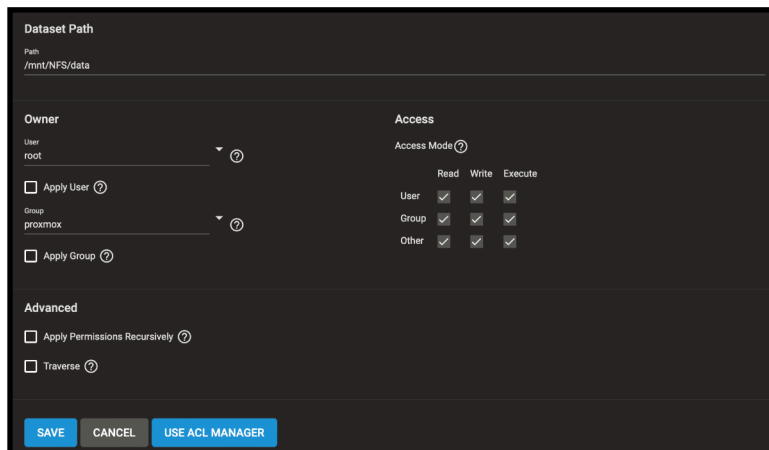 Dataset Path
Path
/mnt/NFS/data
Owner
User
root
Apply User
Group
proxmox
Apply Group
Access
Access Mode
Read Write Execute
User
Group
Other
Advanced
Apply Permissions Recursively
Traverse
SAVE CANCEL USE ACL MANAGER